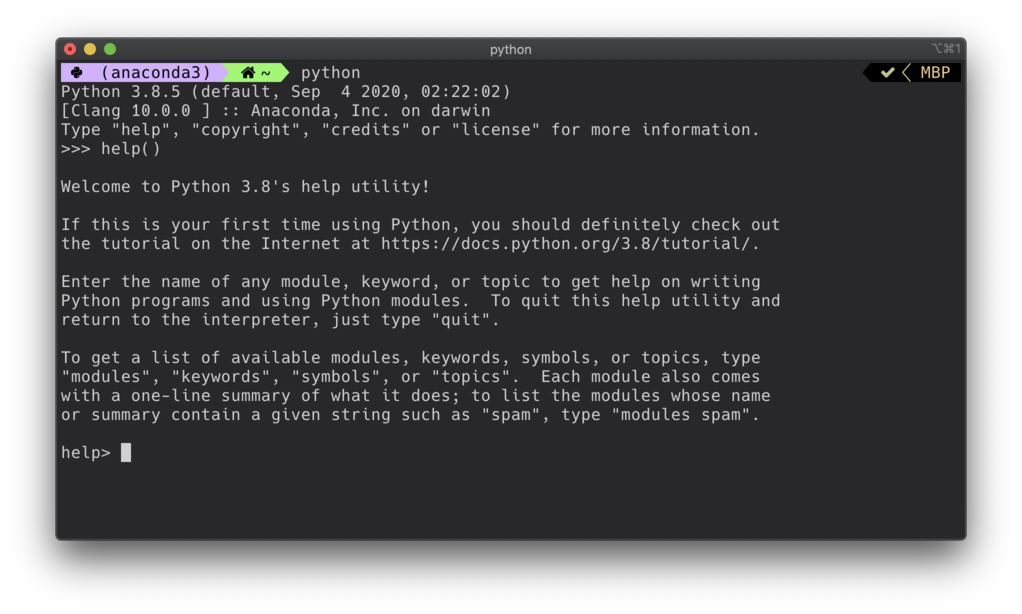 python
⌥⌘1
(anaconda3) ~ python MBP
Python 3.8.5 (default, Sep  4 2020, 02:22:02)
[Clang 10.0.0 ] :: Anaconda, Inc. on darwin
Type "help", "copyright", "credits" or "license" for more information.
>>> help()
Welcome to Python 3.8's help utility!
If this is your first time using Python, you should definitely check out
the tutorial on the Internet at https://docs.python.org/3.8/tutorial/.
Enter the name of any module, keyword, or topic to get help on writing
Python programs and using Python modules.  To quit this help utility and
return to the interpreter, just type "quit".
To get a list of available modules, keywords, symbols, or topics, type
"modules", "keywords", "symbols", or "topics".  Each module also comes
with a one-line summary of what it does; to list the modules whose name
or summary contain a given string such as "spam", type "modules spam".
help>